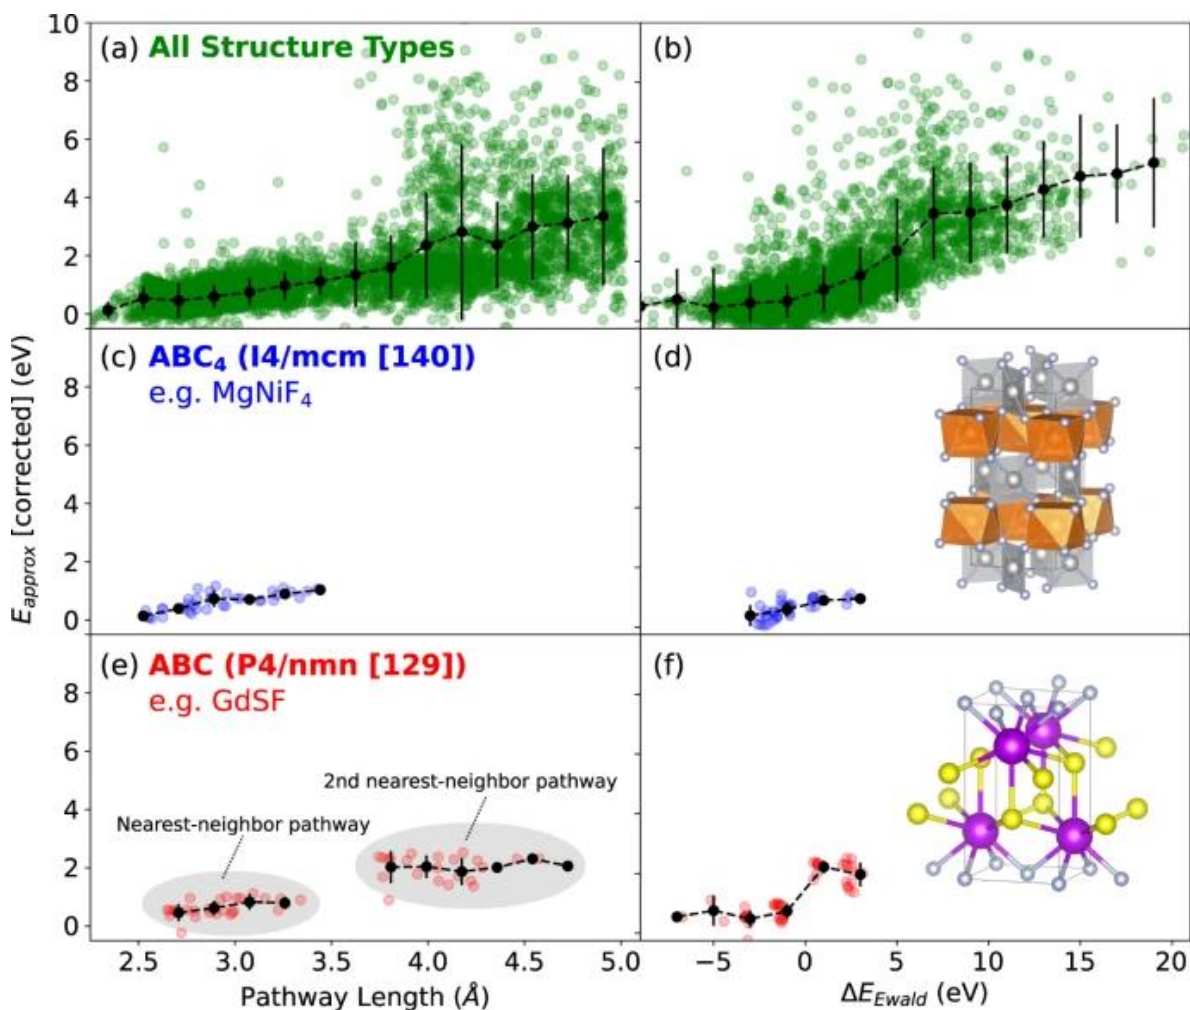 10
8
6
4
2
0
(a) All Structure Types
(b)
8
6
4
2
0
(c) ABC₄ (I4/mcm [140])
e.g. MgNiF₄
(d)
8
6
4
2
0
(e) ABC (P4/nmn [129])
e.g. GdSF
2nd nearest-neighbor pathway
Nearest-neighbor pathway
(f)
E_approx [corrected] (eV)
2.5 3.0 3.5 4.0 4.5 5.0
−5 0 5 10 15 20
Pathway Length (Å)
ΔE_Ewald (eV)